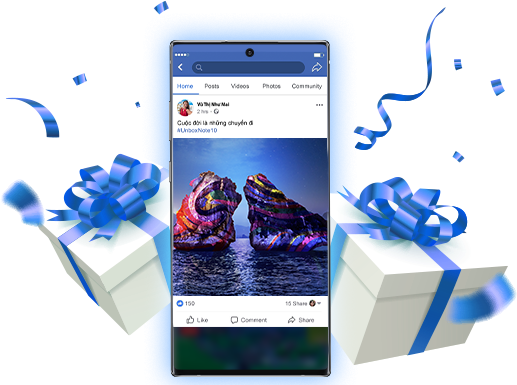 Home Posts Videos Photos Community
Vũ Thị Như Mai
2 hrs
Cuộc đời là những chuyến đi
#UnboxNote10
150
15 Share
Like Comment Share